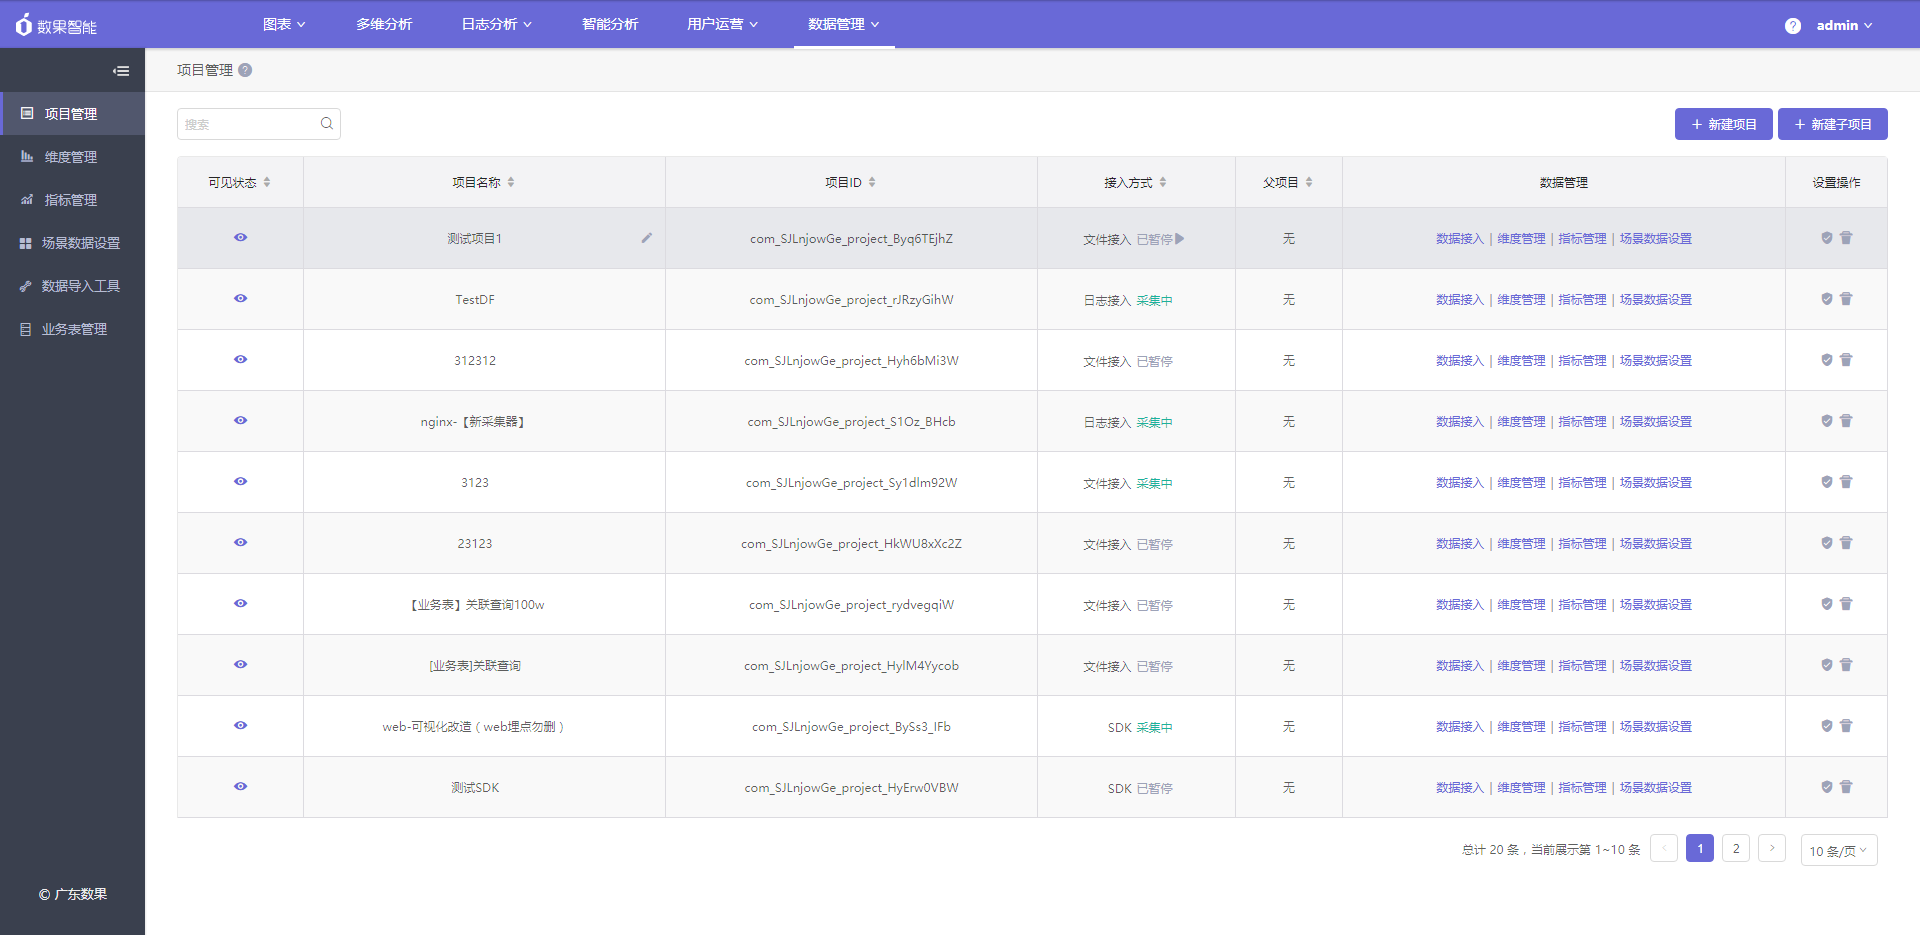 数果智能 图表 多维分析 日志分析 智能分析 用户运营 数据管理 ? admin
项目管理 ?
项目管理
维度管理
指标管理
场景数据设置
数据导入工具
业务表管理
© 广东数果
搜索 + 新建项目 + 新建子项目
可见状态 项目名称 项目ID 接入方式 父项目 数据管理 设置操作
测试项目1 com_SJLnjowGe_project_Byq6TEjhZ 文件接入 已暂停 无 数据接入 | 维度管理 | 指标管理 | 场景数据设置
TestDF com_SJLnjowGe_project_rJRzyGihW 日志接入 采集中 无 数据接入 | 维度管理 | 指标管理 | 场景数据设置
312312 com_SJLnjowGe_project_Hyh6bMi3W 文件接入 已暂停 无 数据接入 | 维度管理 | 指标管理 | 场景数据设置
nginx-【新采集器】 com_SJLnjowGe_project_S1Oz_BHcb 日志接入 采集中 无 数据接入 | 维度管理 | 指标管理 | 场景数据设置
3123 com_SJLnjowGe_project_Sy1dlm92W 文件接入 采集中 无 数据接入 | 维度管理 | 指标管理 | 场景数据设置
23123 com_SJLnjowGe_project_HkWU8xXc2Z 文件接入 已暂停 无 数据接入 | 维度管理 | 指标管理 | 场景数据设置
【业务表】关联查询100w com_SJLnjowGe_project_rydvegqiW 文件接入 已暂停 无 数据接入 | 维度管理 | 指标管理 | 场景数据设置
[业务表]关联查询 com_SJLnjowGe_project_HylM4Yycob 文件接入 已暂停 无 数据接入 | 维度管理 | 指标管理 | 场景数据设置
web-可视化改造（web埋点勿删） com_SJLnjowGe_project_BySs3_IFb SDK 采集中 无 数据接入 | 维度管理 | 指标管理 | 场景数据设置
测试SDK com_SJLnjowGe_project_HyErw0VBW SDK 已暂停 无 数据接入 | 维度管理 | 指标管理 | 场景数据设置
总计 20 条，当前展示第 1~10 条 < 1 2 > 10 条/页